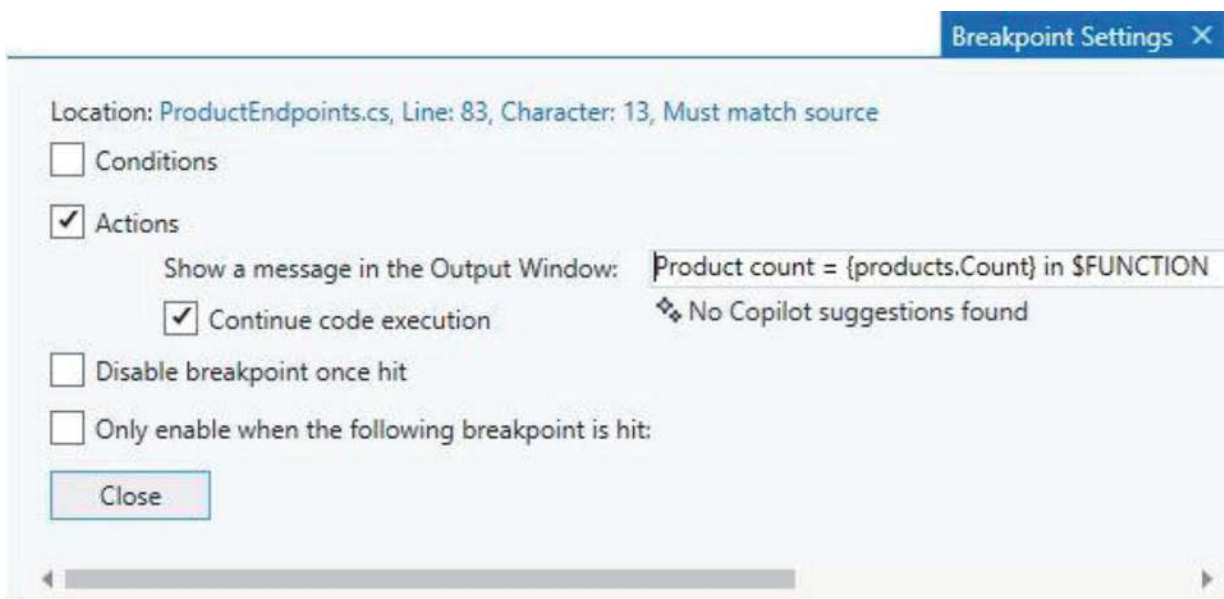 Breakpoint Settings
Location: ProductEndpoints.cs, Line: 83, Character: 13, Must match source
Conditions
Actions
Show a message in the Output Window: Product count = {products.Count} in $FUNCTION
Continue code execution No Copilot suggestions found
Disable breakpoint once hit
Only enable when the following breakpoint is hit:
Close